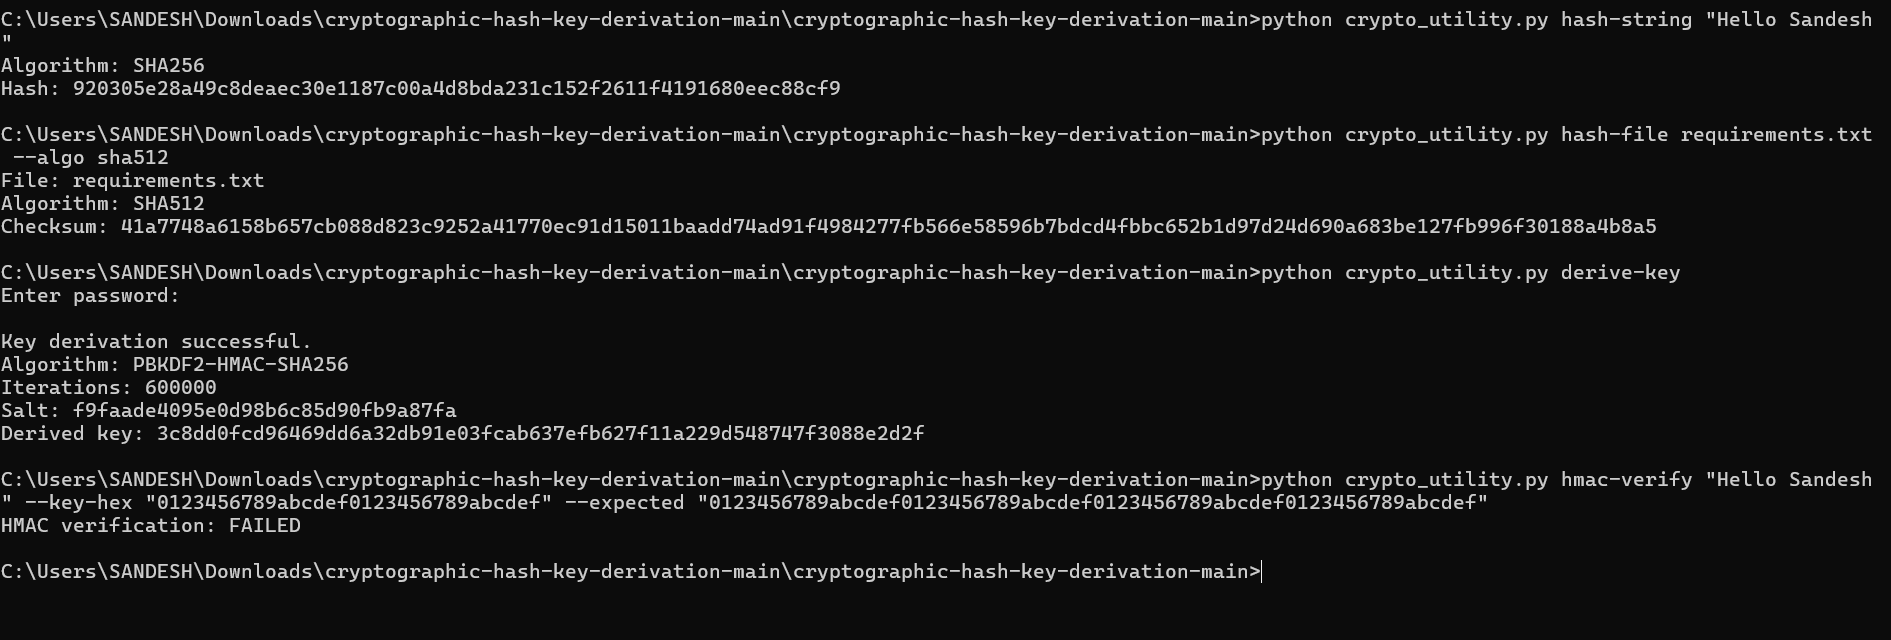 C:\Users\SANDESH\Downloads\cryptographic-hash-key-derivation-main\cryptographic-hash-key-derivation-main>python crypto_utility.py hash-string "Hello Sandesh
"
Algorithm: SHA256
Hash: 920305e28a49c8deaec30e1187c00a4d8bda231c152f2611f4191680eec88cf9
C:\Users\SANDESH\Downloads\cryptographic-hash-key-derivation-main\cryptographic-hash-key-derivation-main>python crypto_utility.py hash-file requirements.txt
 --algo sha512
File: requirements.txt
Algorithm: SHA512
Checksum: 41a7748a6158b657cb088d823c9252a41770ec91d15011baadd74ad91f4984277fb566e58596b7bdcd4fbbc652b1d97d24d690a683be127fb996f30188a4b8a5
C:\Users\SANDESH\Downloads\cryptographic-hash-key-derivation-main\cryptographic-hash-key-derivation-main>python crypto_utility.py derive-key
Enter password:
Key derivation successful.
Algorithm: PBKDF2-HMAC-SHA256
Iterations: 600000
Salt: f9faade4095e0d98b6c85d90fb9a87fa
Derived key: 3c8dd0fcd96469dd6a32db91e03fcab637efb627f11a229d548747f3088e2d2f
C:\Users\SANDESH\Downloads\cryptographic-hash-key-derivation-main\cryptographic-hash-key-derivation-main>python crypto_utility.py hmac-verify "Hello Sandesh
" --key-hex "0123456789abcdef0123456789abcdef" --expected "0123456789abcdef0123456789abcdef0123456789abcdef0123456789abcdef"
HMAC verification: FAILED
C:\Users\SANDESH\Downloads\cryptographic-hash-key-derivation-main\cryptographic-hash-key-derivation-main>